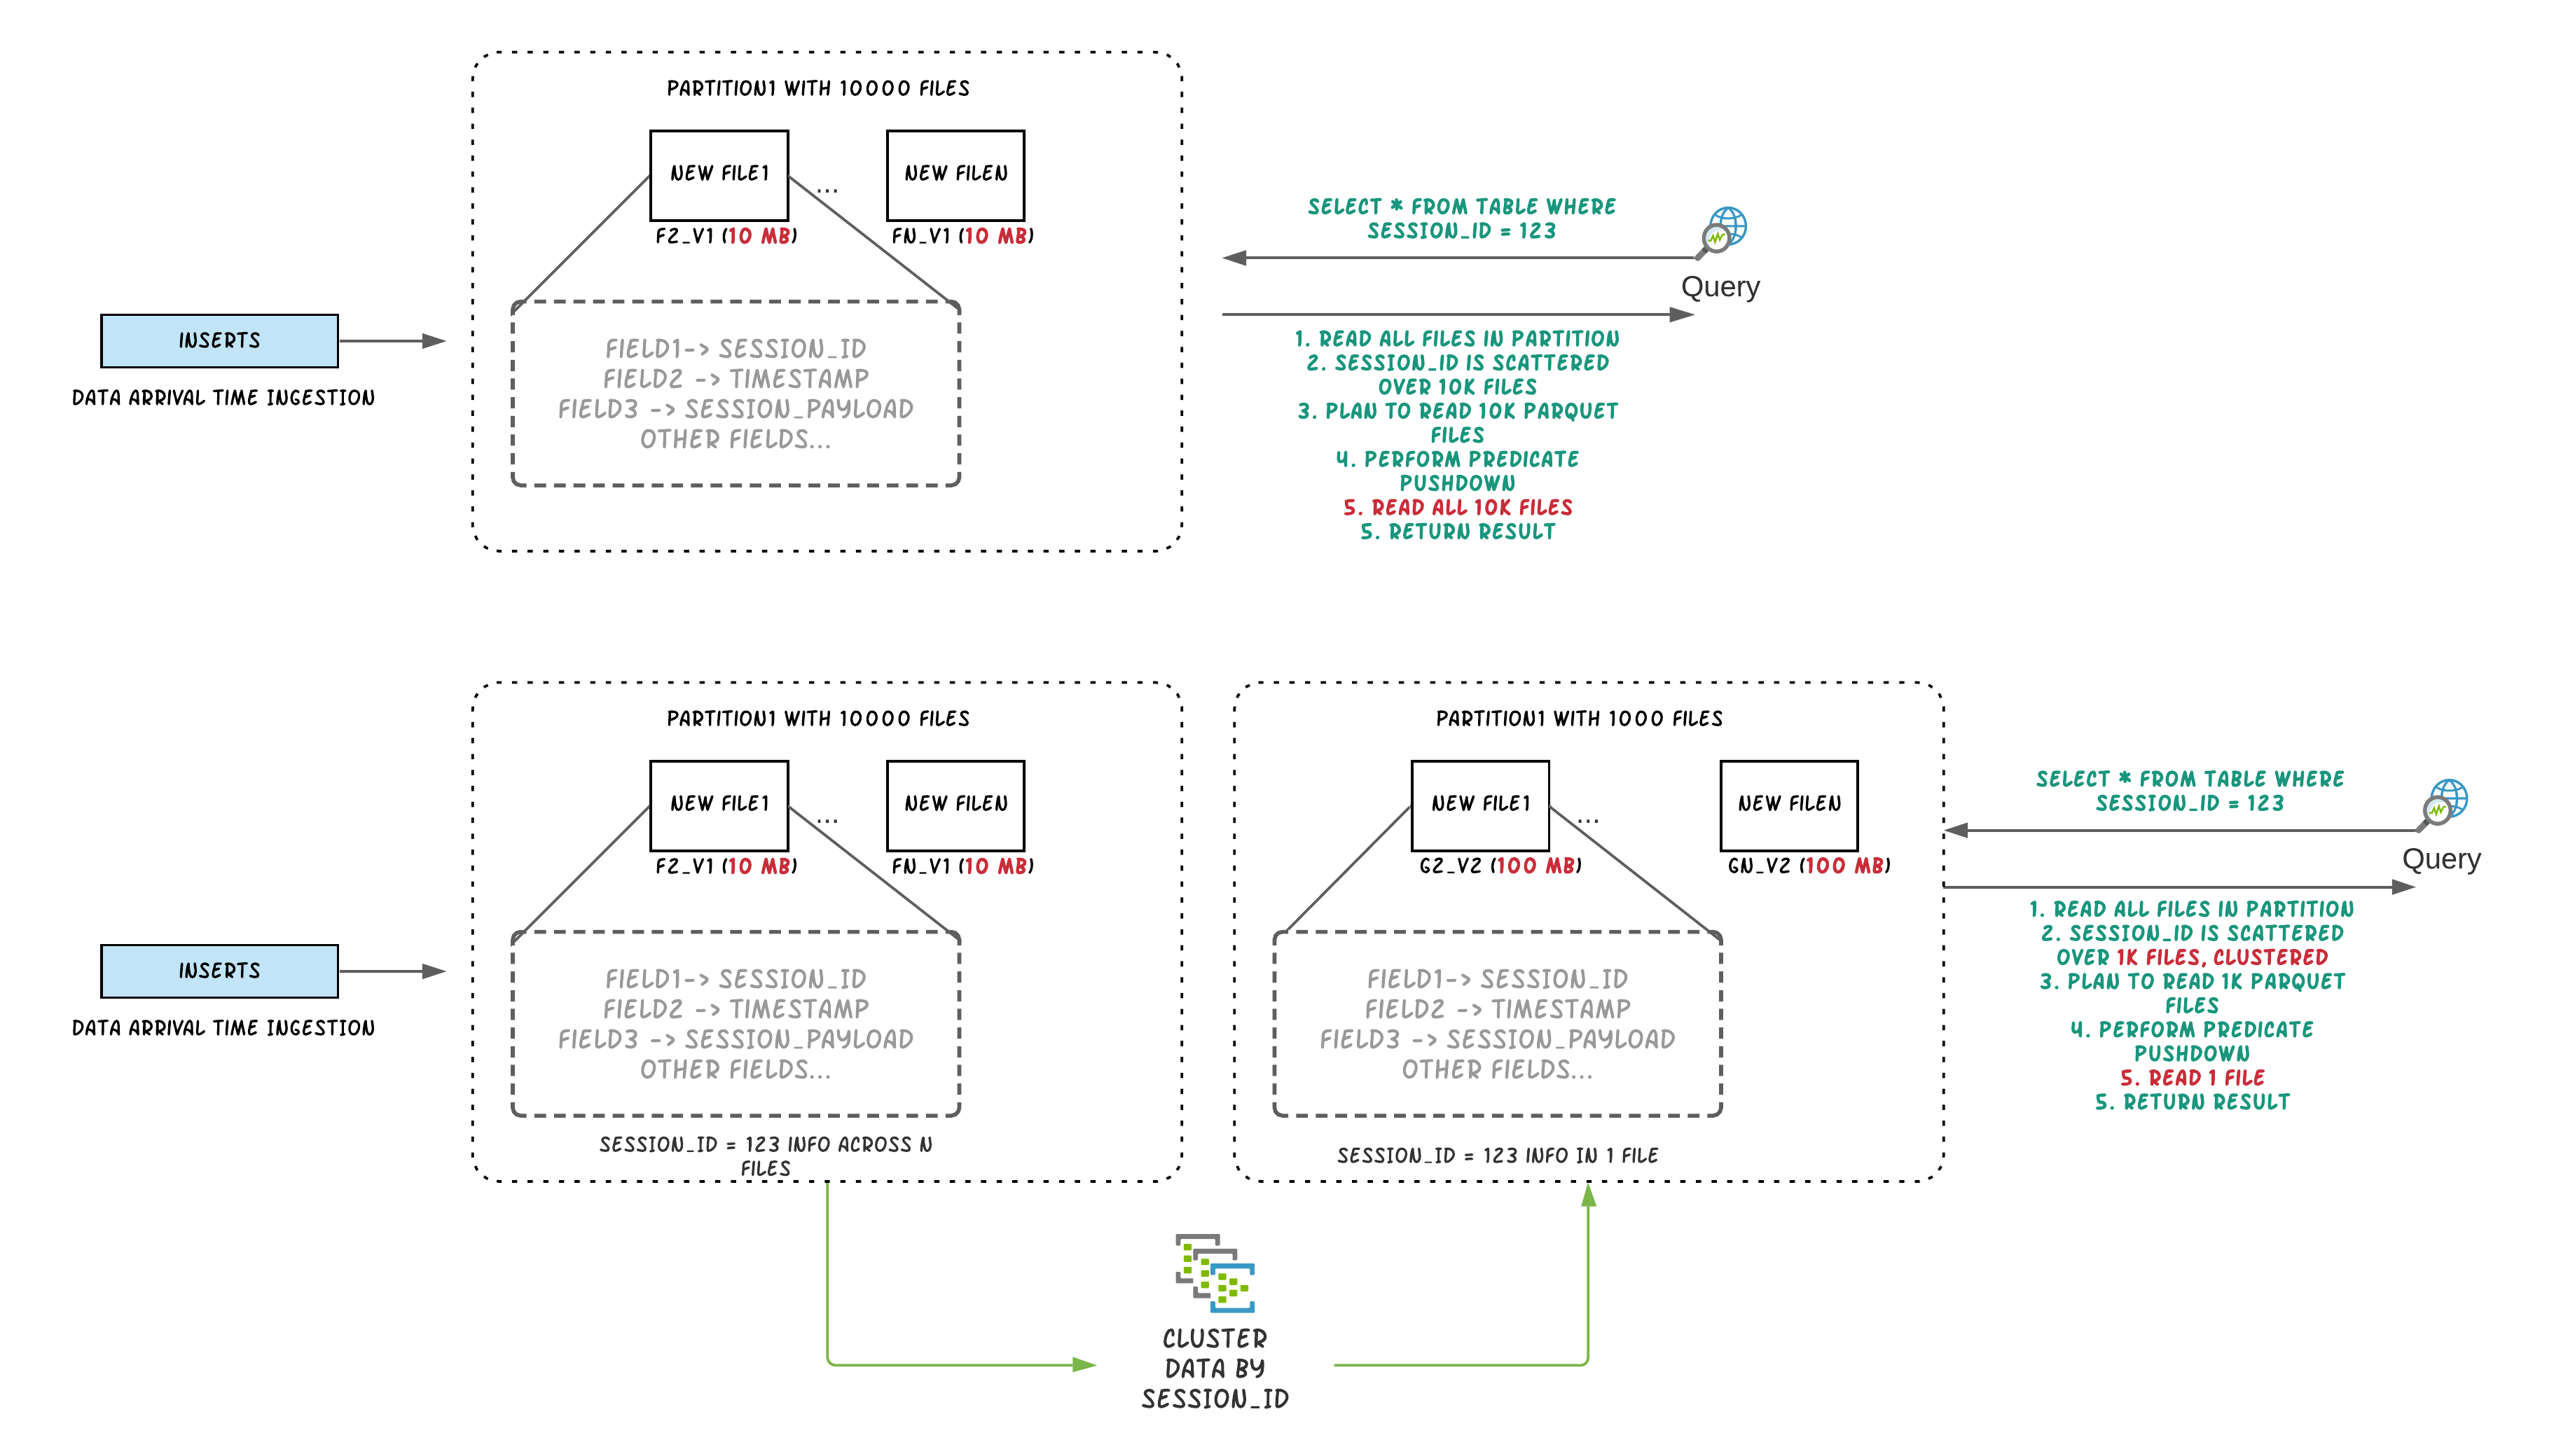 PARTITION1 WITH 10000 FILES
NEW FILE1
...
NEW FILEN
F2_V1 (10 MB)
FN_V1 (10 MB)
INSERTS
DATA ARRIVAL TIME INGESTION
FIELD1-> SESSION_ID
FIELD2 -> TIMESTAMP
FIELD3 -> SESSION_PAYLOAD
OTHER FIELDS...
SELECT * FROM TABLE WHERE
SESSION_ID = 123
Query
1. READ ALL FILES IN PARTITION
2. SESSION_ID IS SCATTERED
OVER 10K FILES
3. PLAN TO READ 10K PARQUET
FILES
4. PERFORM PREDICATE
PUSHDOWN
5. READ ALL 10K FILES
5. RETURN RESULT
PARTITION1 WITH 10000 FILES
NEW FILE1
...
NEW FILEN
F2_V1 (10 MB)
FN_V1 (10 MB)
INSERTS
DATA ARRIVAL TIME INGESTION
FIELD1-> SESSION_ID
FIELD2 -> TIMESTAMP
FIELD3 -> SESSION_PAYLOAD
OTHER FIELDS...
SESSION_ID = 123 INFO ACROSS N
FILES
PARTITION1 WITH 1000 FILES
NEW FILE1
...
NEW FILEN
G2_V2 (100 MB)
GN_V2 (100 MB)
FIELD1-> SESSION_ID
FIELD2 -> TIMESTAMP
FIELD3 -> SESSION_PAYLOAD
OTHER FIELDS...
SESSION_ID = 123 INFO IN 1 FILE
SELECT * FROM TABLE WHERE
SESSION_ID = 123
Query
1. READ ALL FILES IN PARTITION
2. SESSION_ID IS SCATTERED
OVER 1K FILES, CLUSTERED
3. PLAN TO READ 1K PARQUET
FILES
4. PERFORM PREDICATE
PUSHDOWN
5. READ 1 FILE
5. RETURN RESULT
CLUSTER
DATA BY
SESSION_ID